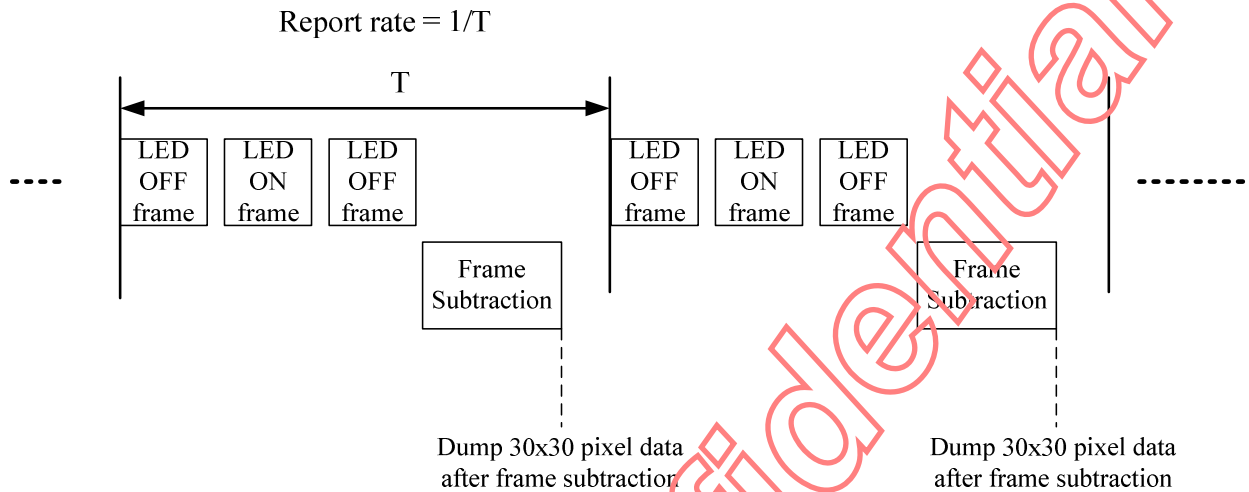 Report rate = 1/T
T
LED OFF frame
LED ON frame
LED OFF frame
LED OFF frame
LED ON frame
LED OFF frame
Frame Subtraction
Frame Subtraction
Dump 30x30 pixel data
after frame subtraction
Dump 30x30 pixel data
after frame subtraction
fidential